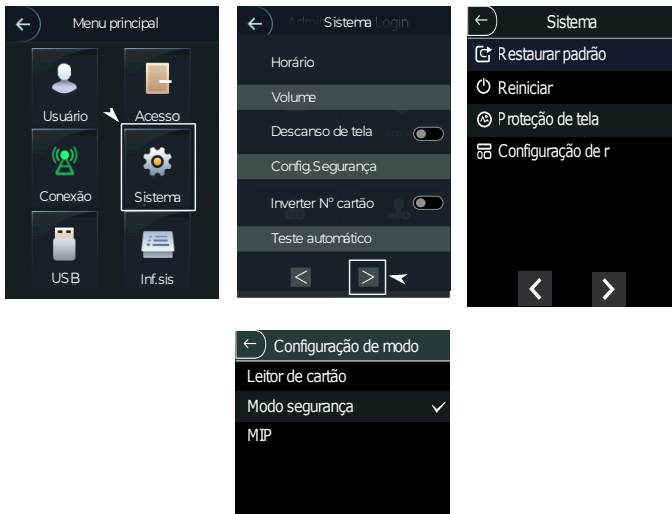 Menu principal
Usuário
Acesso
Conexão
Sistema
USB
Inf.sis
Sistema
Login
Horário
Volume
Descanso de tela
Config.Segurança
Inverter N° cartão
Teste automático
<
>
Sistema
Restaurar padrão
Reiniciar
Proteção de tela
Configuração de r
Configuração de modo
Leitor de cartão
Modo segurança
MIP